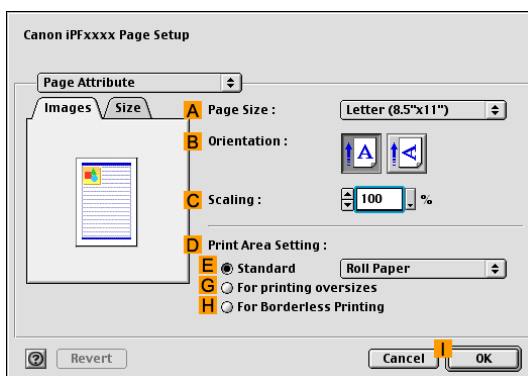 Canon iPFxxxx Page Setup
Page Attribute
Images Size
A Page Size : Letter (8.5"x11")
B Orientation : A A
C Scaling : 100 %
D Print Area Setting :
E Standard Roll Paper
G For printing oversizes
H For Borderless Printing
? Revert Cancel I OK